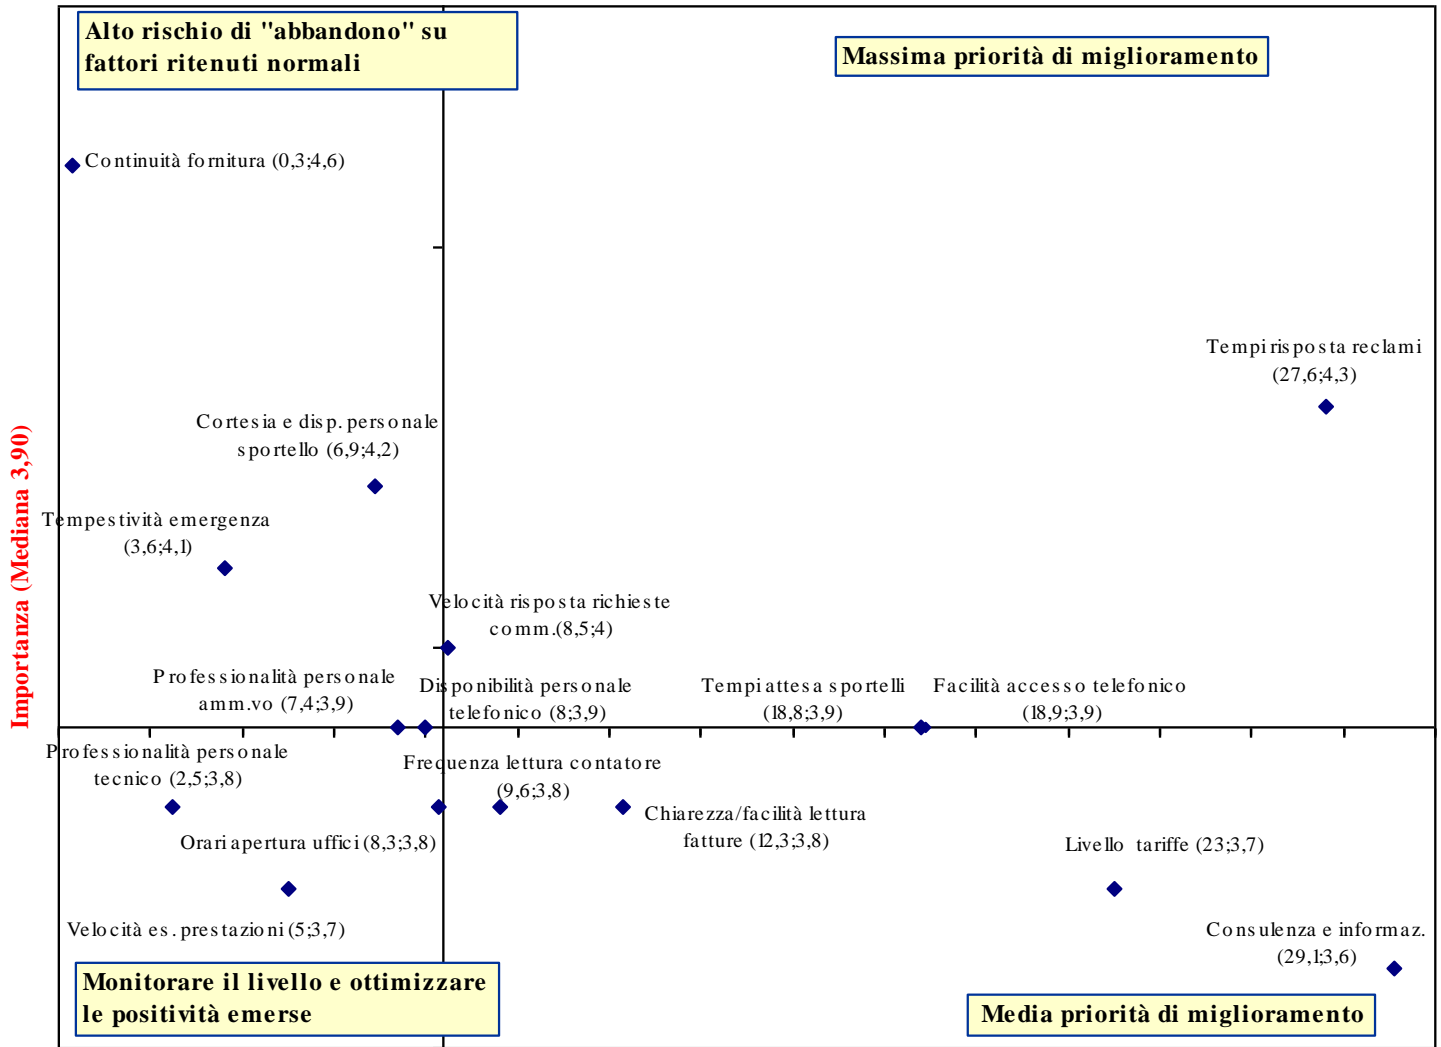 Alto rischio di "abbandono" su
fattori ritenuti normali
Massima priorità di miglioramento
Continuità fornitura (0,3;4,6)
Tempi risposta reclami
(27,6;4,3)
Cortesia e disp. personale
sportello (6,9;4,2)
Tempestività emergenza
(3,6;4,1)
Importanza (Mediana 3,90)
Velocità risposta richieste
comm.(8,5;4)
Professionalità personale
amm.vo (7,4;3,9)
Disponibilità personale
telefonico (8;3,9)
Tempi attesa sportelli
(18,8;3,9)
Facilità accesso telefonico
(18,9;3,9)
Professionalità personale
tecnico (2,5;3,8)
Frequenza lettura contatore
(9,6;3,8)
Chiarezza/facilità lettura
fatture (12,3;3,8)
Orari apertura uffici (8,3;3,8)
Livello tariffe (23;3,7)
Velocità es. prestazioni (5;3,7)
Consulenza e informaz.
(29,1;3,6)
Monitorare il livello e ottimizzare
le positività emerse
Media priorità di miglioramento